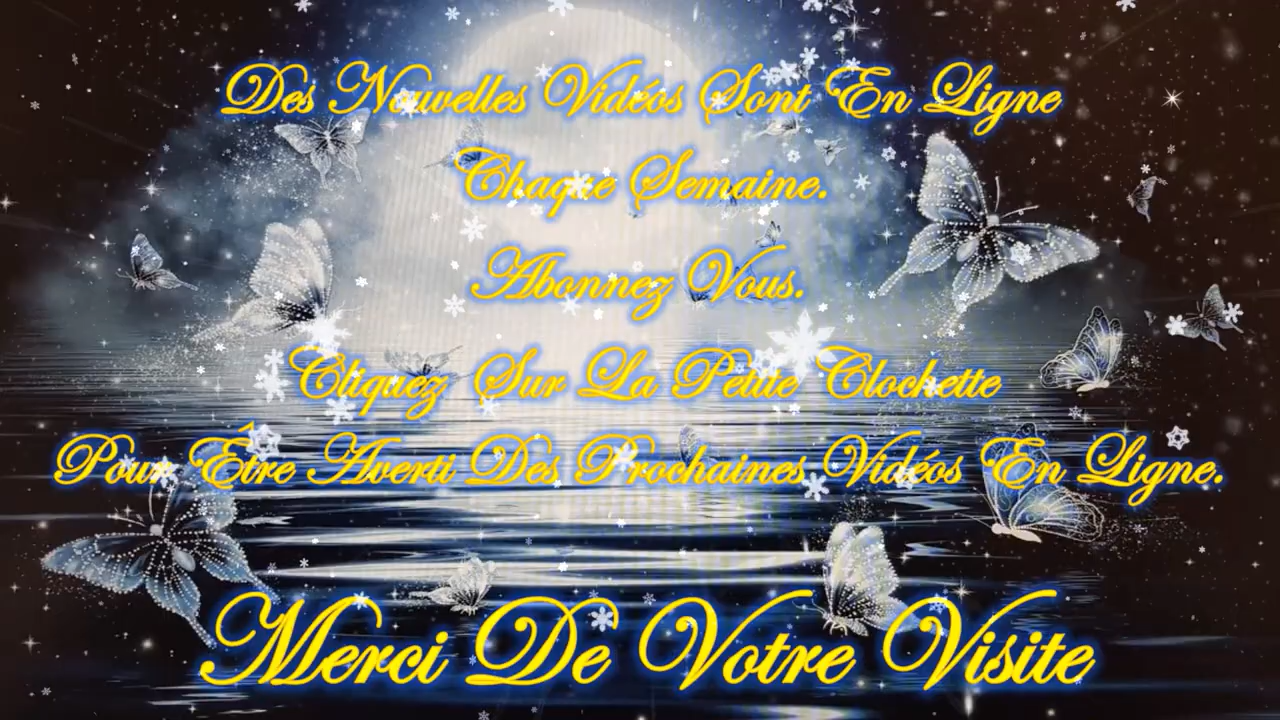 Des Nouvelles Vidéos Sont En Ligne
Chaque Semaine.
Abonnez Vous.
Cliquez Sur La Petite Clochette
Pour Être Averti Des Prochaines Vidéos En Ligne.
Merci De Votre Visite